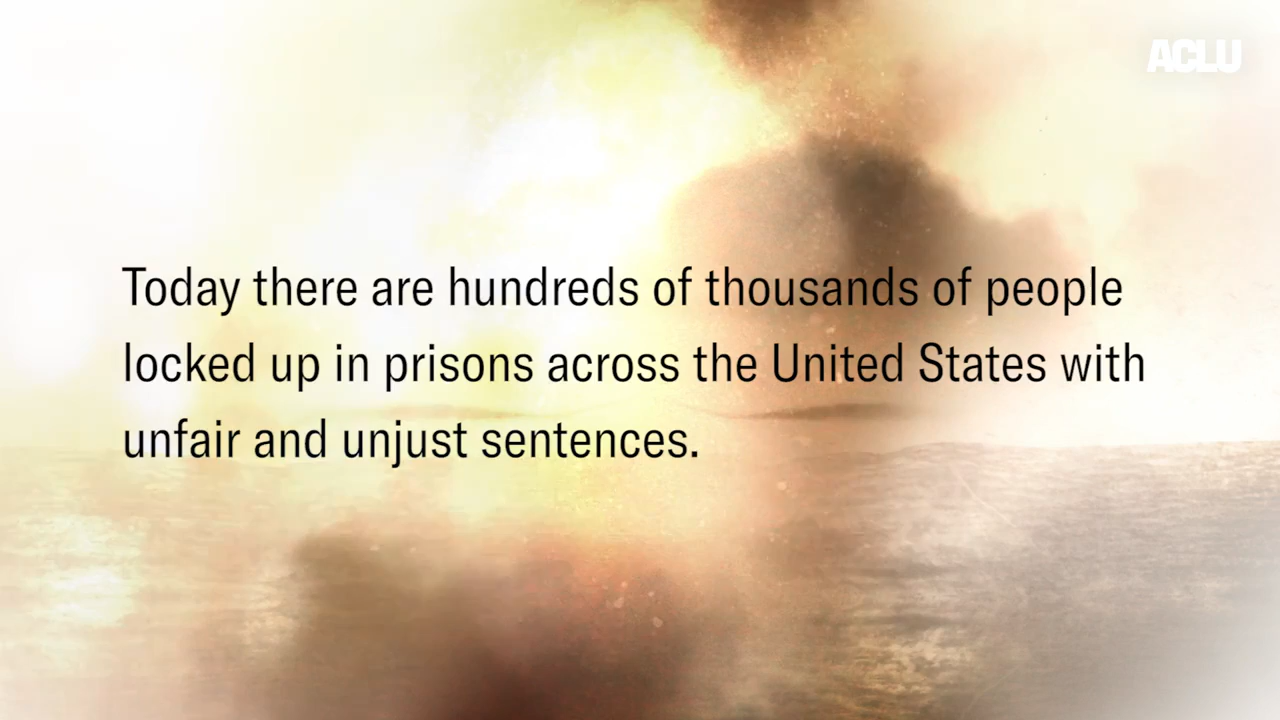 ACLU
Today there are hundreds of thousands of people
locked up in prisons across the United States with
unfair and unjust sentences.